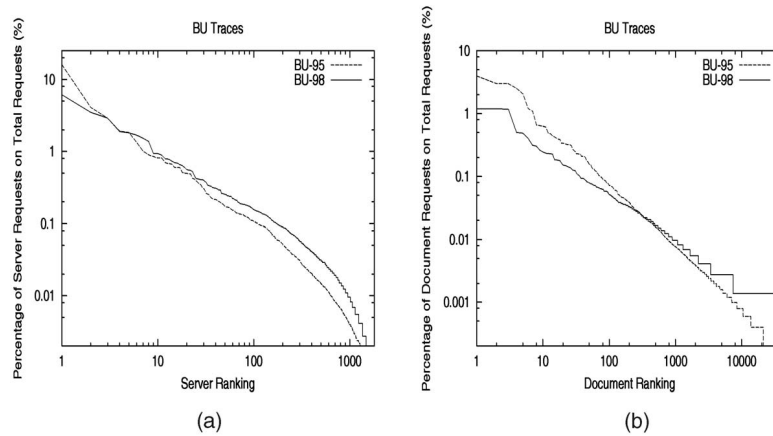 BU Traces
Percentage of Server Requests on Total Requests (%)
BU-95
BU-98
10
1
0.1
0.01
1
10
100
1000
Server Ranking
(a)
BU Traces
Percentage of Document Requests on Total Requests (%)
BU-95
BU-98
10
1
0.1
0.01
0.001
1
10
100
1000
10000
Document Ranking
(b)